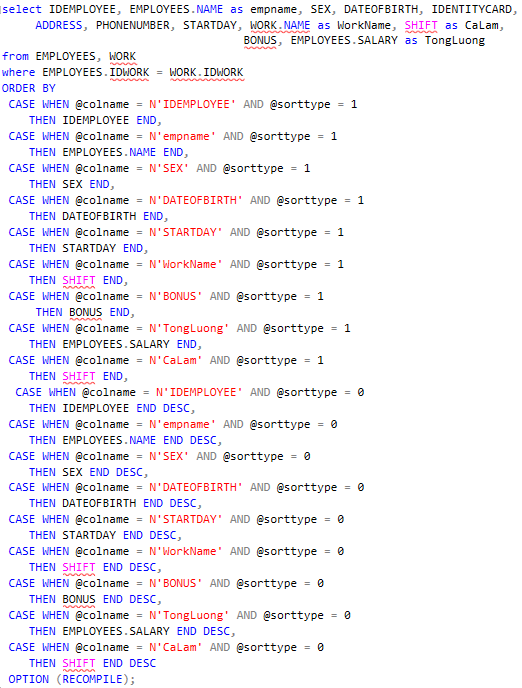 select IDEMPLOYEE, EMPLOYEES.NAME as empname, SEX, DATEOFBIRTH, IDENTITYCARD,
ADDRESS, PHONENUMBER, STARTDAY, WORK.NAME as WorkName, SHIFT as CaLam,
BONUS, EMPLOYEES.SALARY as TongLuong
from EMPLOYEES, WORK
where EMPLOYEES.IDWORK = WORK.IDWORK
ORDER BY
CASE WHEN @colname = N'IDEMPLOYEE' AND @sorttype = 1
THEN IDEMPLOYEE END,
CASE WHEN @colname = N'empname' AND @sorttype = 1
THEN EMPLOYEES.NAME END,
CASE WHEN @colname = N'SEX' AND @sorttype = 1
THEN SEX END,
CASE WHEN @colname = N'DATEOFBIRTH' AND @sorttype = 1
THEN DATEOFBIRTH END,
CASE WHEN @colname = N'STARTDAY' AND @sorttype = 1
THEN STARTDAY END,
CASE WHEN @colname = N'WorkName' AND @sorttype = 1
THEN SHIFT END,
CASE WHEN @colname = N'BONUS' AND @sorttype = 1
THEN BONUS END,
CASE WHEN @colname = N'TongLuong' AND @sorttype = 1
THEN EMPLOYEES.SALARY END,
CASE WHEN @colname = N'CaLam' AND @sorttype = 1
THEN SHIFT END,
CASE WHEN @colname = N'IDEMPLOYEE' AND @sorttype = 0
THEN IDEMPLOYEE END DESC,
CASE WHEN @colname = N'empname' AND @sorttype = 0
THEN EMPLOYEES.NAME END DESC,
CASE WHEN @colname = N'SEX' AND @sorttype = 0
THEN SEX END DESC,
CASE WHEN @colname = N'DATEOFBIRTH' AND @sorttype = 0
THEN DATEOFBIRTH END DESC,
CASE WHEN @colname = N'STARTDAY' AND @sorttype = 0
THEN STARTDAY END DESC,
CASE WHEN @colname = N'WorkName' AND @sorttype = 0
THEN SHIFT END DESC,
CASE WHEN @colname = N'BONUS' AND @sorttype = 0
THEN BONUS END DESC,
CASE WHEN @colname = N'TongLuong' AND @sorttype = 0
THEN EMPLOYEES.SALARY END DESC,
CASE WHEN @colname = N'CaLam' AND @sorttype = 0
THEN SHIFT END DESC
OPTION (RECOMPILE);